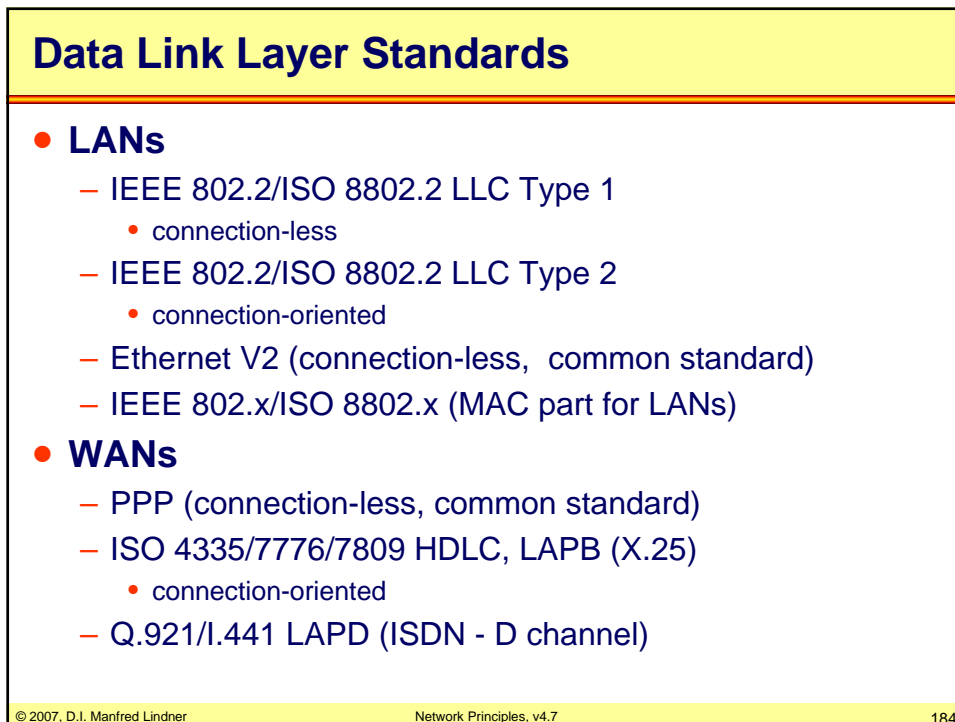 Data Link Layer Standards
• LANs
– IEEE 802.2/ISO 8802.2 LLC Type 1
• connection-less
– IEEE 802.2/ISO 8802.2 LLC Type 2
• connection-oriented
– Ethernet V2 (connection-less, common standard)
– IEEE 802.x/ISO 8802.x (MAC part for LANs)
• WANs
– PPP (connection-less, common standard)
– ISO 4335/7776/7809 HDLC, LAPB (X.25)
• connection-oriented
– Q.921/I.441 LAPD (ISDN - D channel)
© 2007, D.I. Manfred Lindner Network Principles, v4.7 184